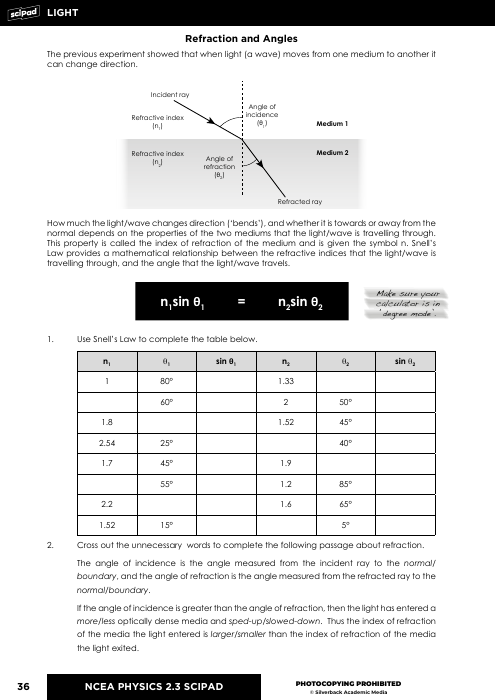 scipad LIGHT
Refraction and Angles
The previous experiment showed that when light (a wave) moves from one medium to another it
can change direction.
Incident ray
Angle of
incidence
(θ₁)
Refractive index
(n₁)
Medium 1
Refractive index
(n₂)
Angle of
refraction
(θ₂)
Medium 2
Refracted ray
How much the light/wave changes direction ('bends'), and whether it is towards or away from the
normal depends on the properties of the two mediums that the light/wave is travelling through.
This property is called the index of refraction of the medium and is given the symbol n. Snell's
Law provides a mathematical relationship between the refractive indices that the light/wave is
travelling through, and the angle that the light/wave travels.
n₁sin θ₁ = n₂sin θ₂
Make sure your
calculator is in
'degree mode'.
1. Use Snell's Law to complete the table below.
n₁ θ₁ sin θ₁ n₂ θ₂ sin θ₂
1 80° 1.33
60° 2 50°
1.8 1.52 45°
2.54 25° 40°
1.7 45° 1.9
55° 1.2 85°
2.2 1.6 65°
1.52 15° 5°
2. Cross out the unnecessary words to complete the following passage about refraction.
The angle of incidence is the angle measured from the incident ray to the normal/
boundary, and the angle of refraction is the angle measured from the refracted ray to the
normal/boundary.
If the angle of incidence is greater than the angle of refraction, then the light has entered a
more/less optically dense media and sped-up/slowed-down. Thus the index of refraction
of the media the light entered is larger/smaller than the index of refraction of the media
the light exited.
36 NCEA PHYSICS 2.3 SCIPAD PHOTOCOPYING PROHIBITED
© Silverback Academic Media